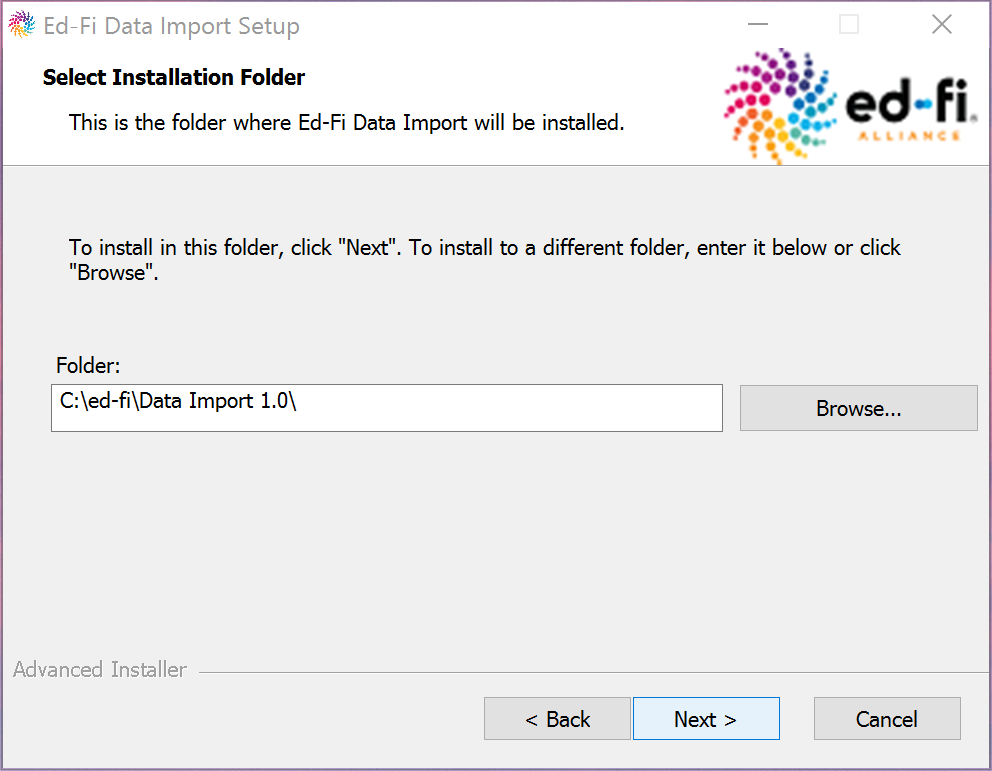 Ed-Fi Data Import Setup
Select Installation Folder
This is the folder where Ed-Fi Data Import will be installed.
ed-fi®
ALLIANCE
To install in this folder, click "Next". To install to a different folder, enter it below or click
"Browse".
Folder:
C:\ed-fi\Data Import 1.0\
Browse...
Advanced Installer
< Back
Next >
Cancel